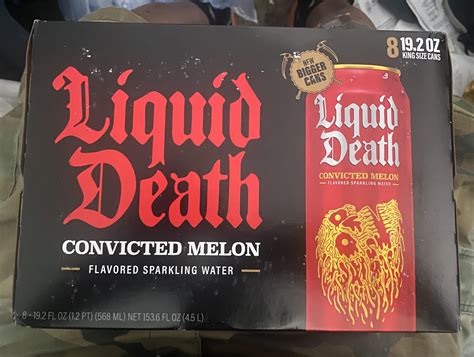 NEW
BIGGER
CANS
8 19.2 OZ
KING SIZE CANS
Liquid
Death
CONVICTED MELON
FLAVORED SPARKLING WATER
Liquid
Death
CONVICTED MELON
FLAVORED SPARKLING WATER
8 - 19.2 FL OZ (1.2 PT) (568 ML) NET 153.6 FL OZ (4.5 L)